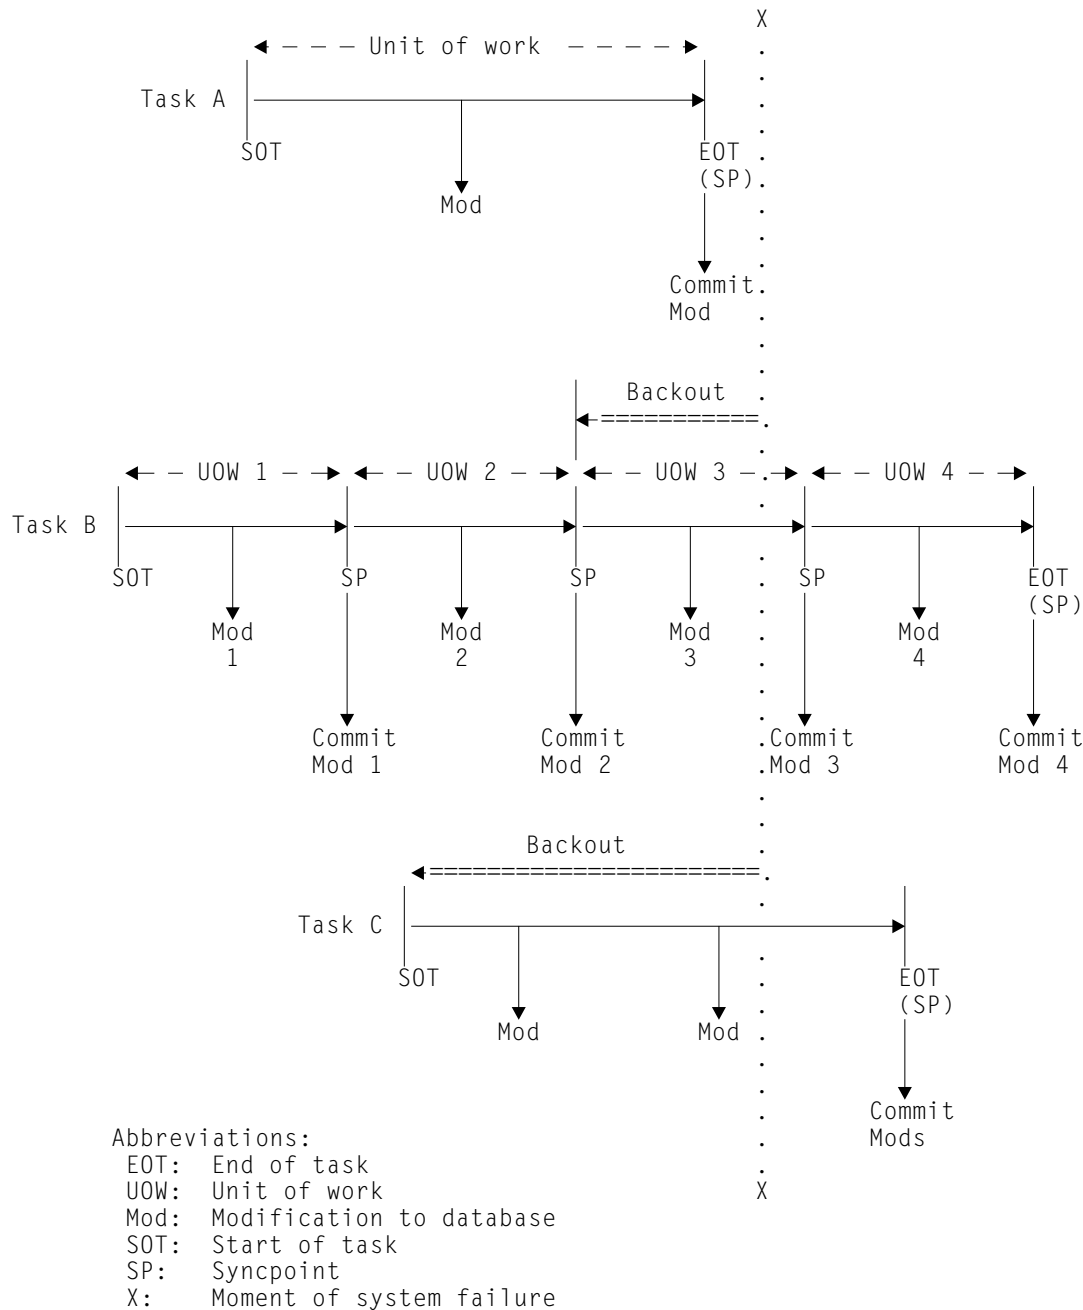 X
Unit of work
Task A
SOT
EOT
(SP)
Mod
Commit
Mod
Backout
UOW 1 UOW 2 UOW 3 UOW 4
Task B
SOT SP SP SP EOT
(SP)
Mod Mod Mod Mod
1 2 3 4
Commit Commit Commit Commit
Mod 1 Mod 2 Mod 3 Mod 4
Backout
Task C
SOT EOT
(SP)
Mod Mod
Commit
Mods
Abbreviations:
EOT: End of task
UOW: Unit of work
X
Mod: Modification to database
SOT: Start of task
SP: Syncpoint
X: Moment of system failure